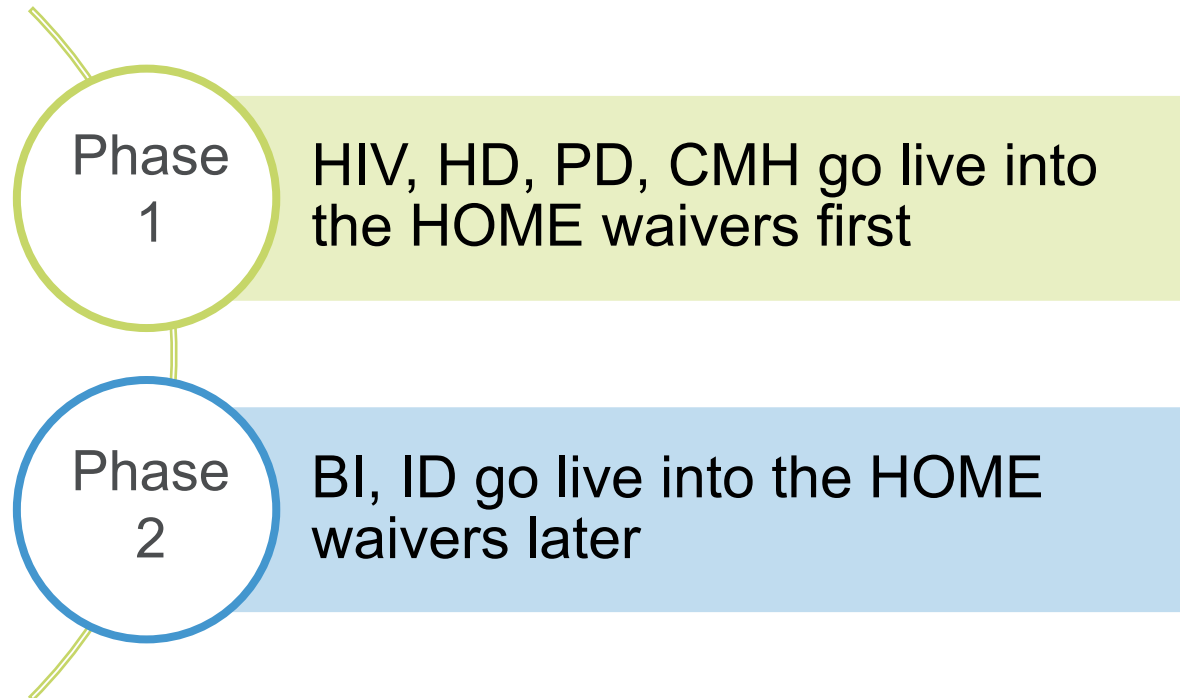 Phase
1
HIV, HD, PD, CMH go live into
the HOME waivers first
Phase
2
BI, ID go live into the HOME
waivers later